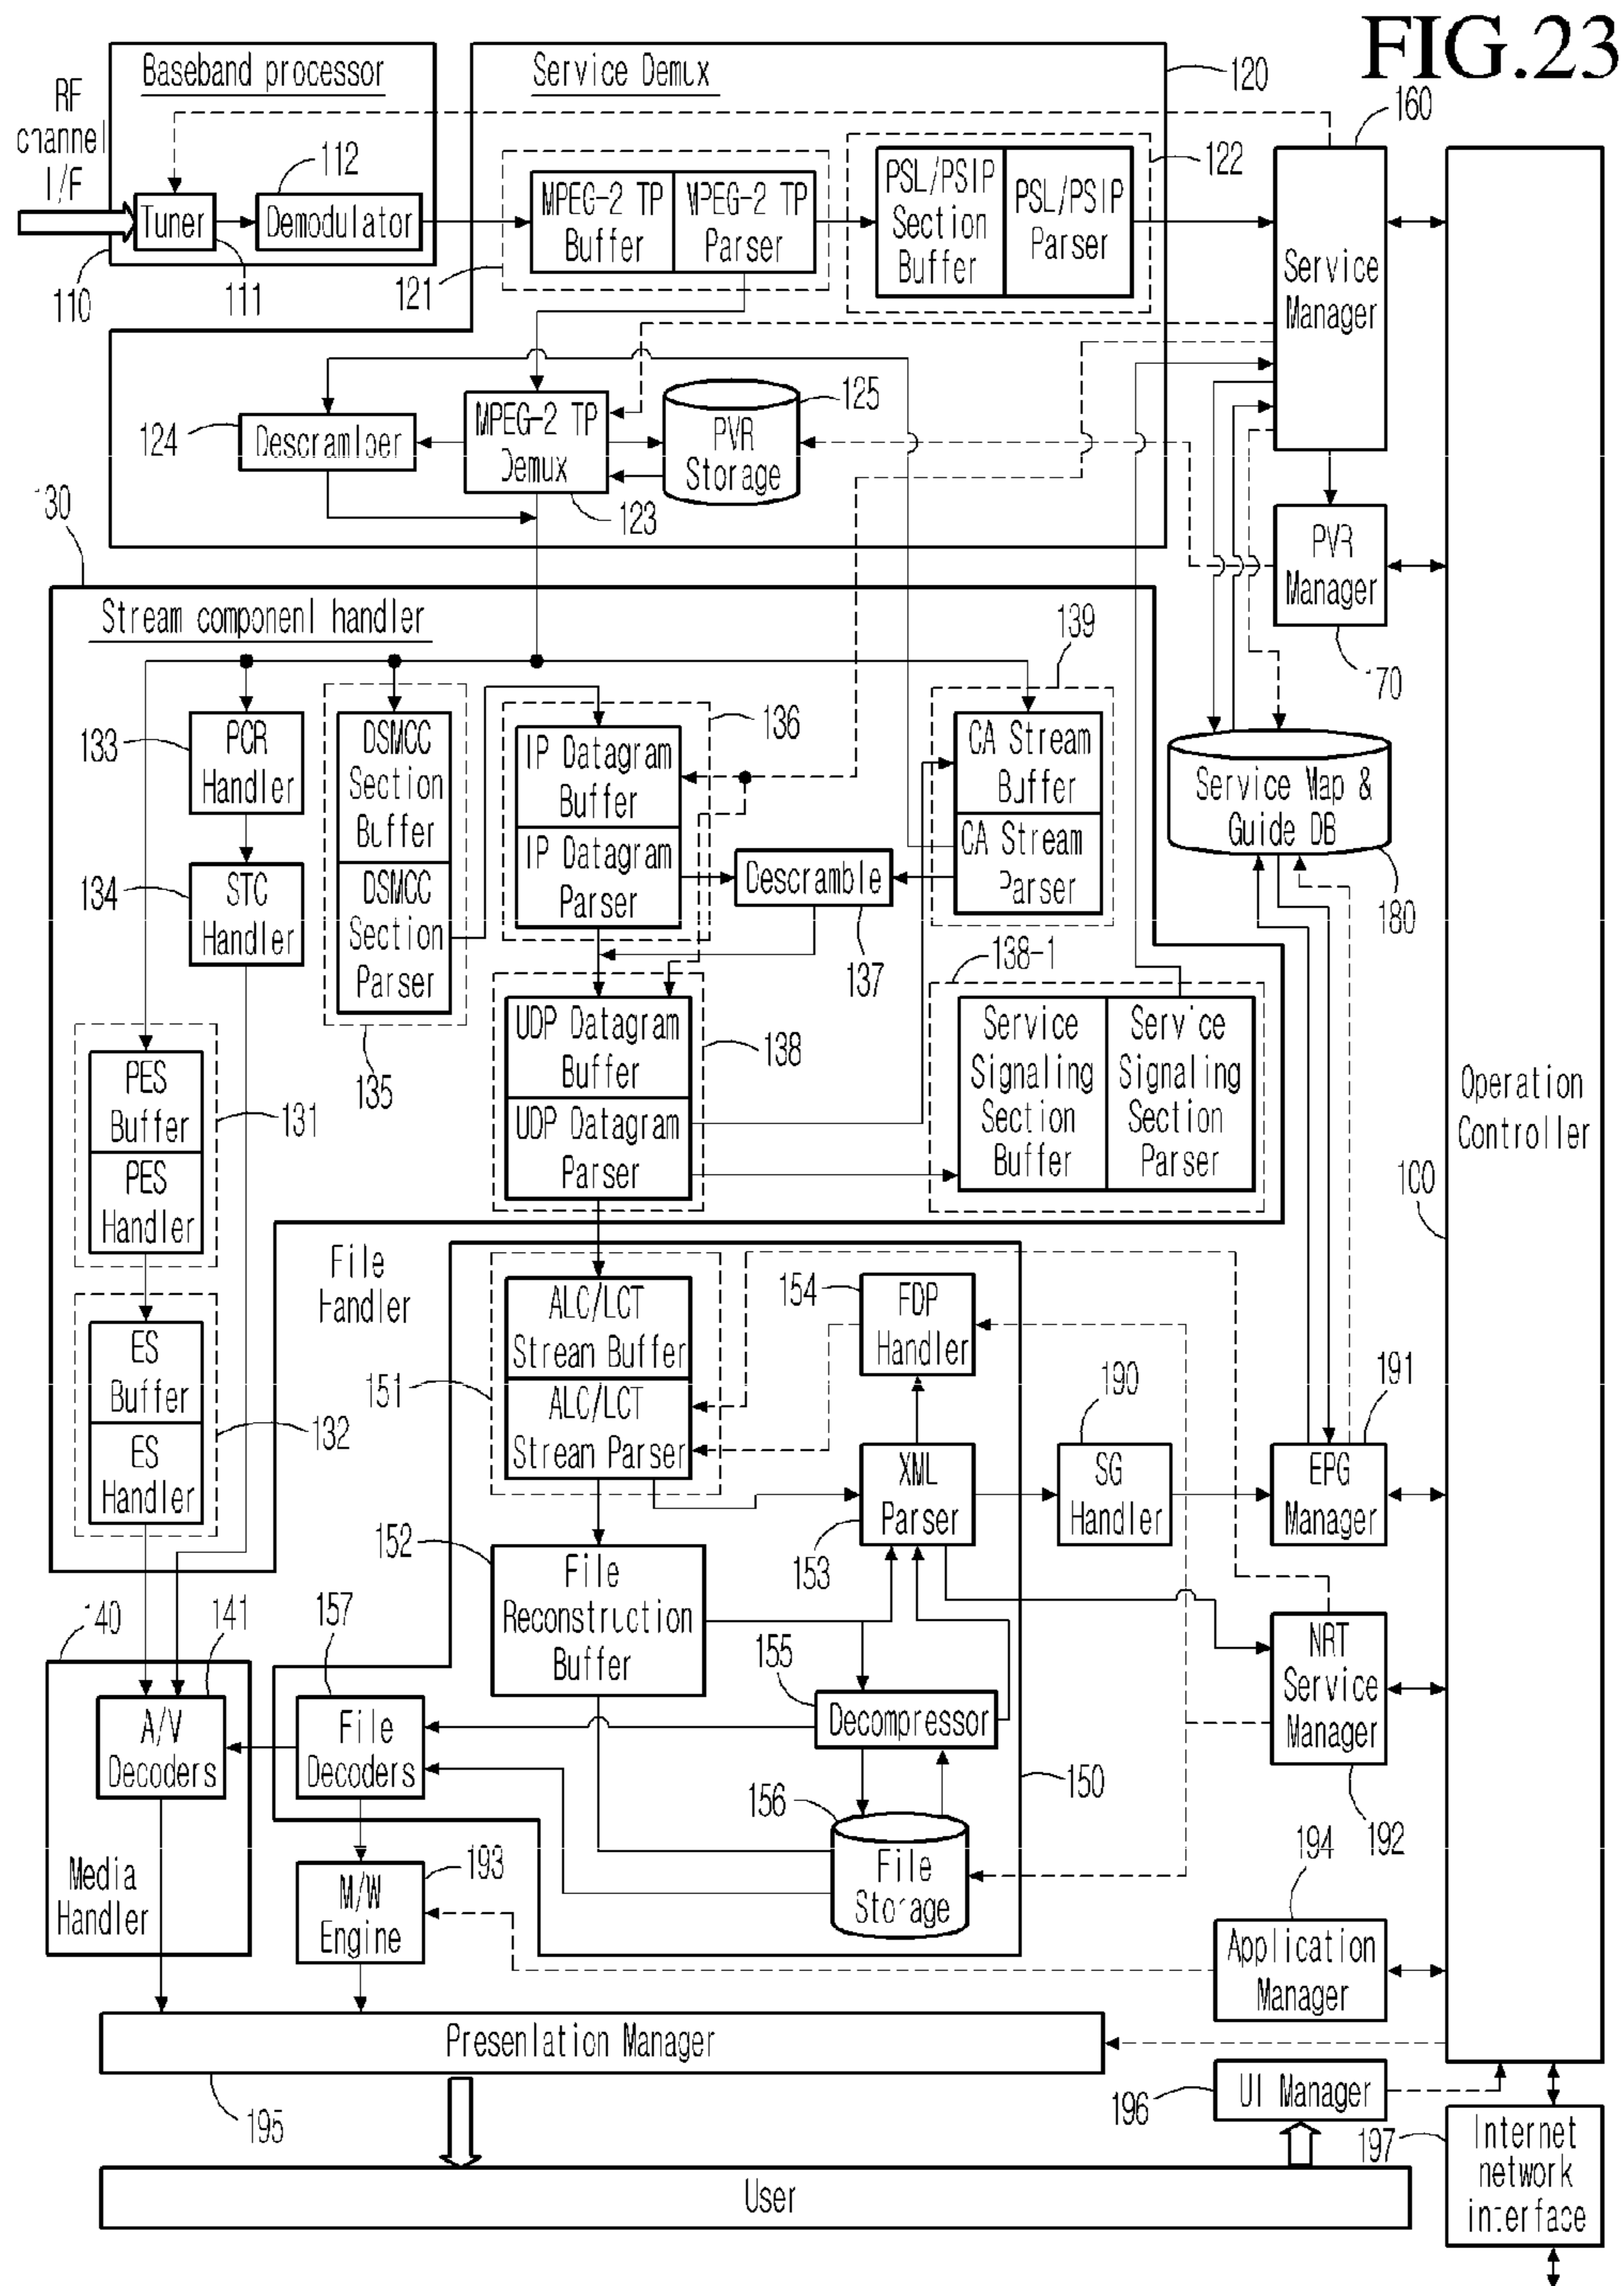 FIG.23
Baseband processor
Service Demux
120
RF
channel
I/F
160
112
122
Tuner
Demodulator
MPEG-2 TP
Buffer
MPEG-2 TP
Parser
PSL/PSIP
Section
Buffer
PSL/PSIP
Parser
Service
Manager
110
111
121
124
Descrambler
MPEG-2 TP
Demux
PVR
Storage
125
123
130
PVR
Manager
170
Stream component handler
139
133
PCR
Handler
DSMCC
Section
Buffer
DSMCC
Section
Parser
IP Datagram
Buffer
IP Datagram
Parser
136
CA Stream
Buffer
CA Stream
Parser
Service Map &
Guide DB
180
134
STC
Handler
Descramble
137
138-1
135
UDP Datagram
Buffer
UDP Datagram
Parser
138
Service
Signaling
Section
Buffer
Service
Signaling
Section
Parser
Operation
Controller
100
PES
Buffer
PES
Handler
131
File
Handler
ALC/LCT
Stream Buffer
ALC/LCT
Stream Parser
151
154
FDP
Handler
190
191
ES
Buffer
ES
Handler
132
XML
Parser
153
SG
Handler
EPG
Manager
152
File
Reconstruction
Buffer
140
141
157
155
NRT
Service
Manager
192
A/V
Decoders
File
Decoders
Decompressor
150
156
File
Storage
Media
Handler
193
M/W
Engine
194
Application
Manager
Presentation Manager
195
196
UI Manager
197
Internet
network
interface
User